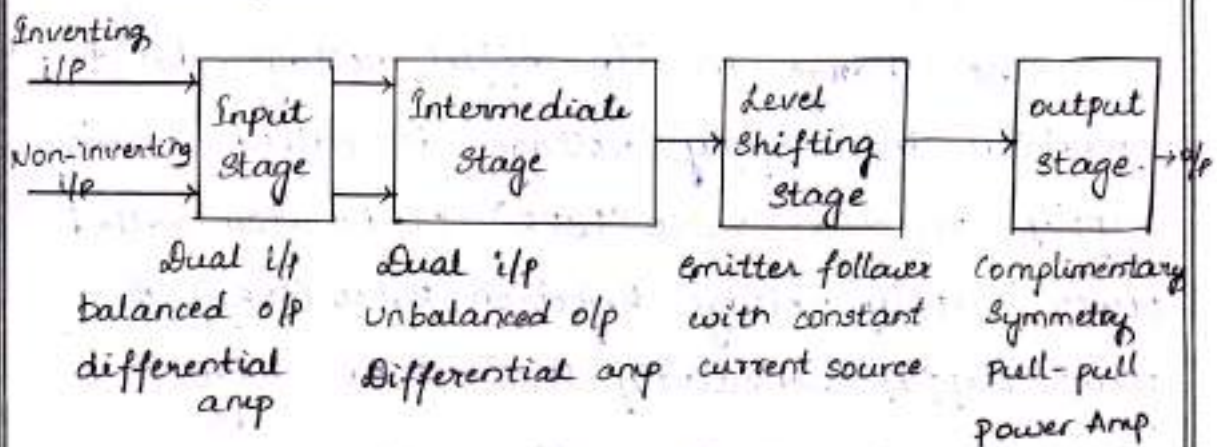 Inverting
i/p
Non-inverting
i/p
Input
Stage
Intermediate
Stage
Level
Shifting
Stage
output
Stage.
o/p
Dual i/p
balanced o/p
differential
amp
Dual i/p
unbalanced o/p
Differential amp
emitter follower
with constant
current source.
Complimentary
Symmetry
pull-pull
power Amp